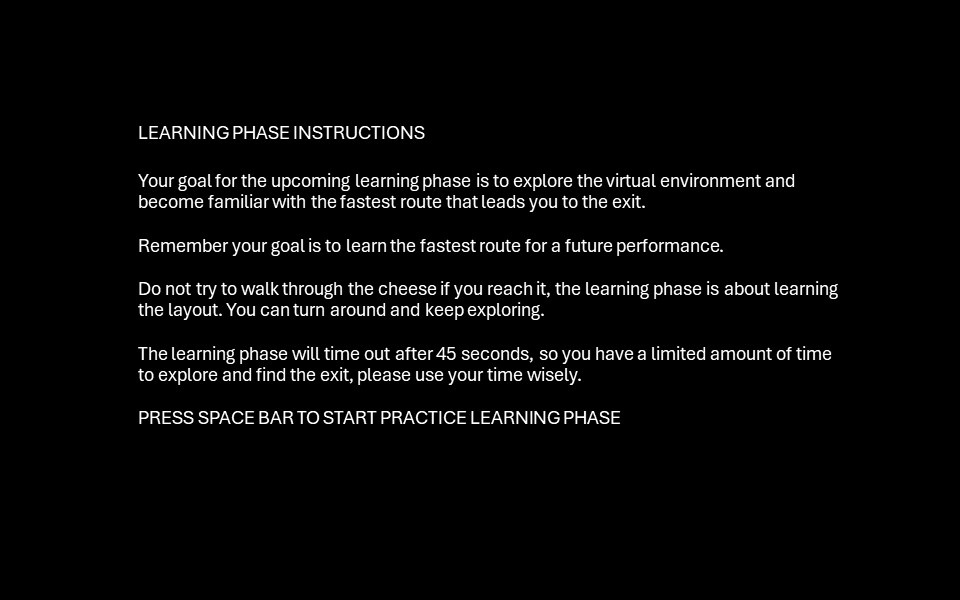 LEARNING PHASE INSTRUCTIONS
Your goal for the upcoming learning phase is to explore the virtual environment and
become familiar with the fastest route that leads you to the exit.
Remember your goal is to learn the fastest route for a future performance.
Do not try to walk through the cheese if you reach it, the learning phase is about learning
the layout. You can turn around and keep exploring.
The learning phase will time out after 45 seconds, so you have a limited amount of time
to explore and find the exit, please use your time wisely.
PRESS SPACE BAR TO START PRACTICE LEARNING PHASE